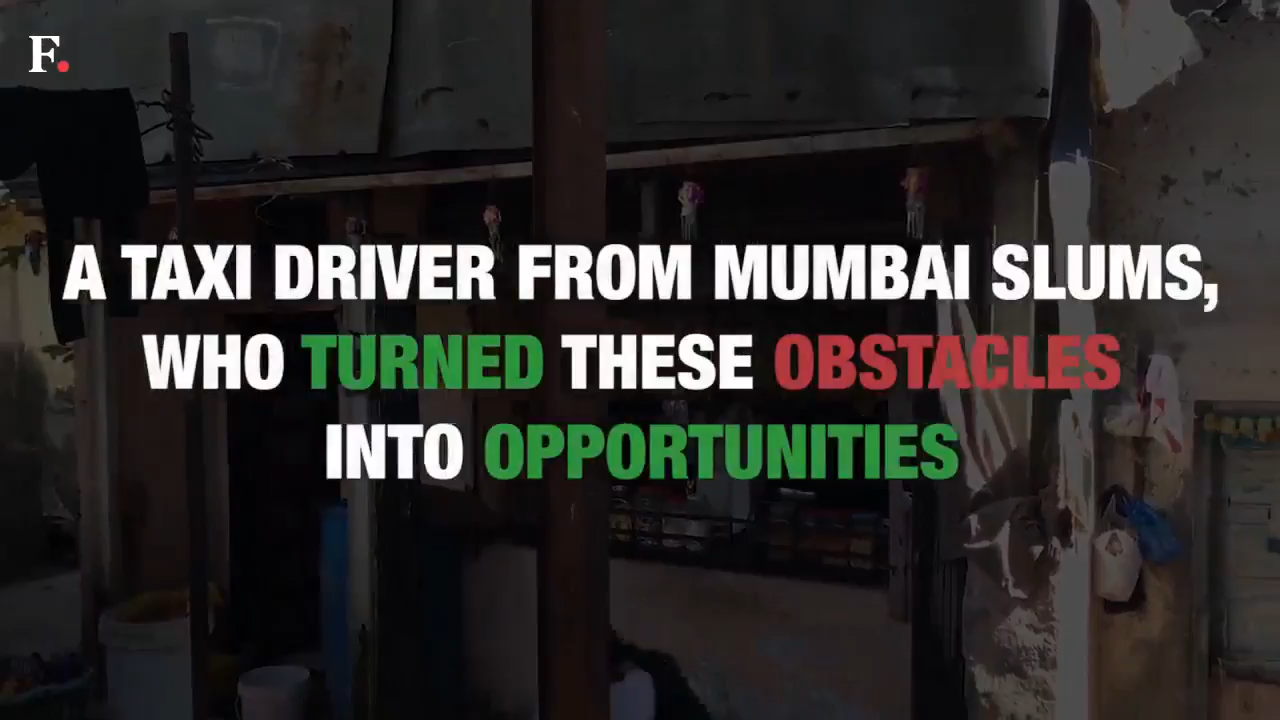 F.
A TAXI DRIVER FROM MUMBAI SLUMS,
WHO TURNED THESE OBSTACLES
INTO OPPORTUNITIES